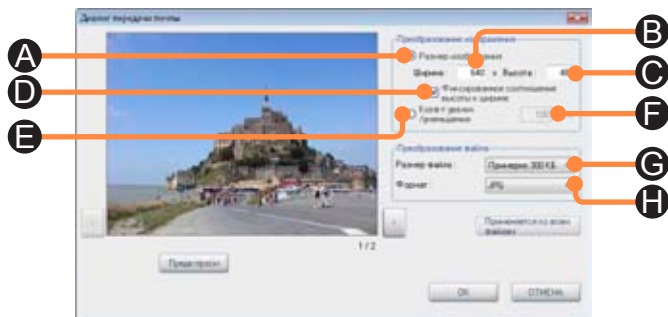 Диалог передачи почты
Преобразование изображения
A
Размер изображения
B
Ширина: 640 x Высота:
C
D
Фиксированное соотношение
высоты к ширине
E
F
Преобразование файла
Размер файла: Примерно 300 КБ
G
Формат JPG
H
Применяется ко всем
файлам
1 / 2
OK
ОТМЕНА